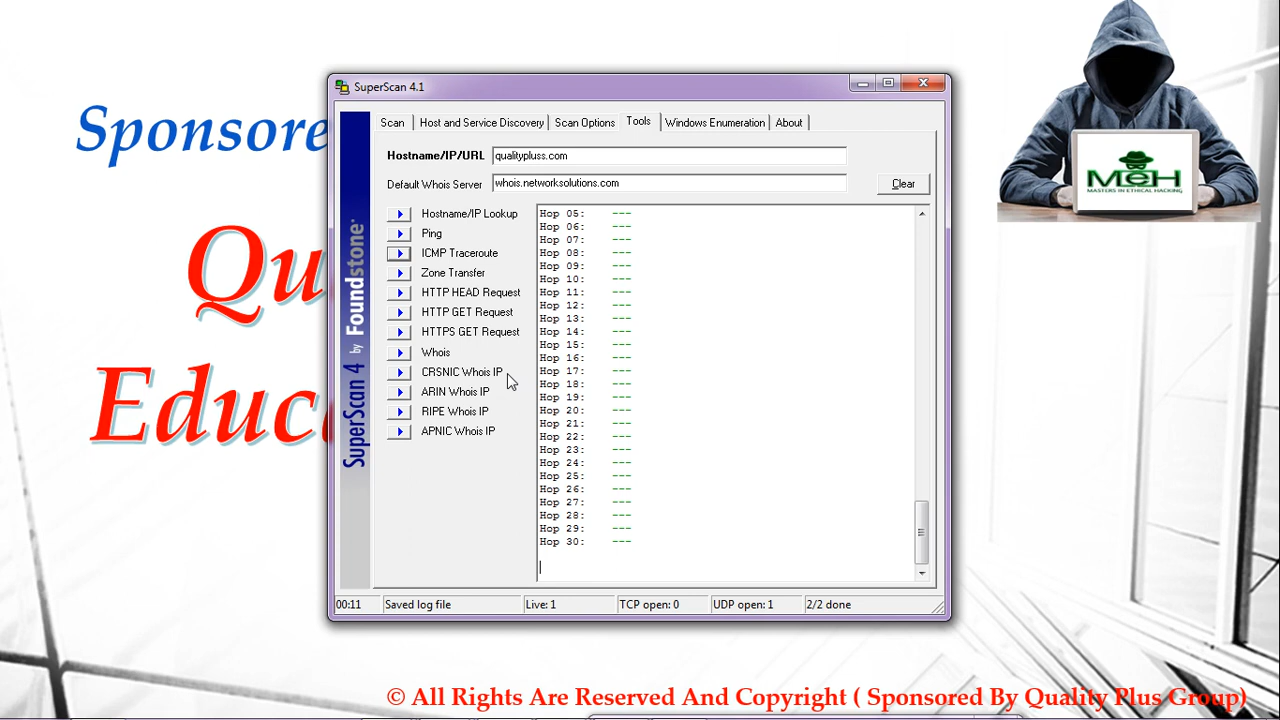 Sponsore
Qu
Educ
MEH
MASTERS IN ETHICAL HACKING
SuperScan 4.1
Scan
Host and Service Discovery
Scan Options
Tools
Windows Enumeration
About
Hostname/IP/URL
qualitypluss.com
Default Whois Server
whois.networksolutions.com
Clear
SuperScan 4 by Foundstone
Hostname/IP Lookup
Ping
ICMP Traceroute
Zone Transfer
HTTP HEAD Request
HTTP GET Request
HTTPS GET Request
Whois
CRSNIC Whois IP
ARIN Whois IP
RIPE Whois IP
APNIC Whois IP
Hop 05: ---
Hop 06: ---
Hop 07: ---
Hop 08: ---
Hop 09: ---
Hop 10: ---
Hop 11: ---
Hop 12: ---
Hop 13: ---
Hop 14: ---
Hop 15: ---
Hop 16: ---
Hop 17: ---
Hop 18: ---
Hop 19: ---
Hop 20: ---
Hop 21: ---
Hop 22: ---
Hop 23: ---
Hop 24: ---
Hop 25: ---
Hop 26: ---
Hop 27: ---
Hop 28: ---
Hop 29: ---
Hop 30: ---
00:11
Saved log file
Live: 1
TCP open: 0
UDP open: 1
2/2 done
© All Rights Are Reserved And Copyright ( Sponsored By Quality Plus Group)